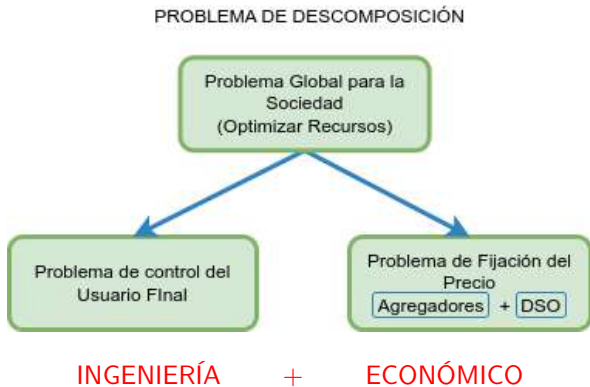 PROBLEMA DE DESCOMPOSICIÓN
Problema Global para la
Sociedad
(Optimizar Recursos)
Problema de control del
Usuario FInal
Problema de Fijación del
Precio
Agregadores + DSO
INGENIERÍA + ECONÓMICO